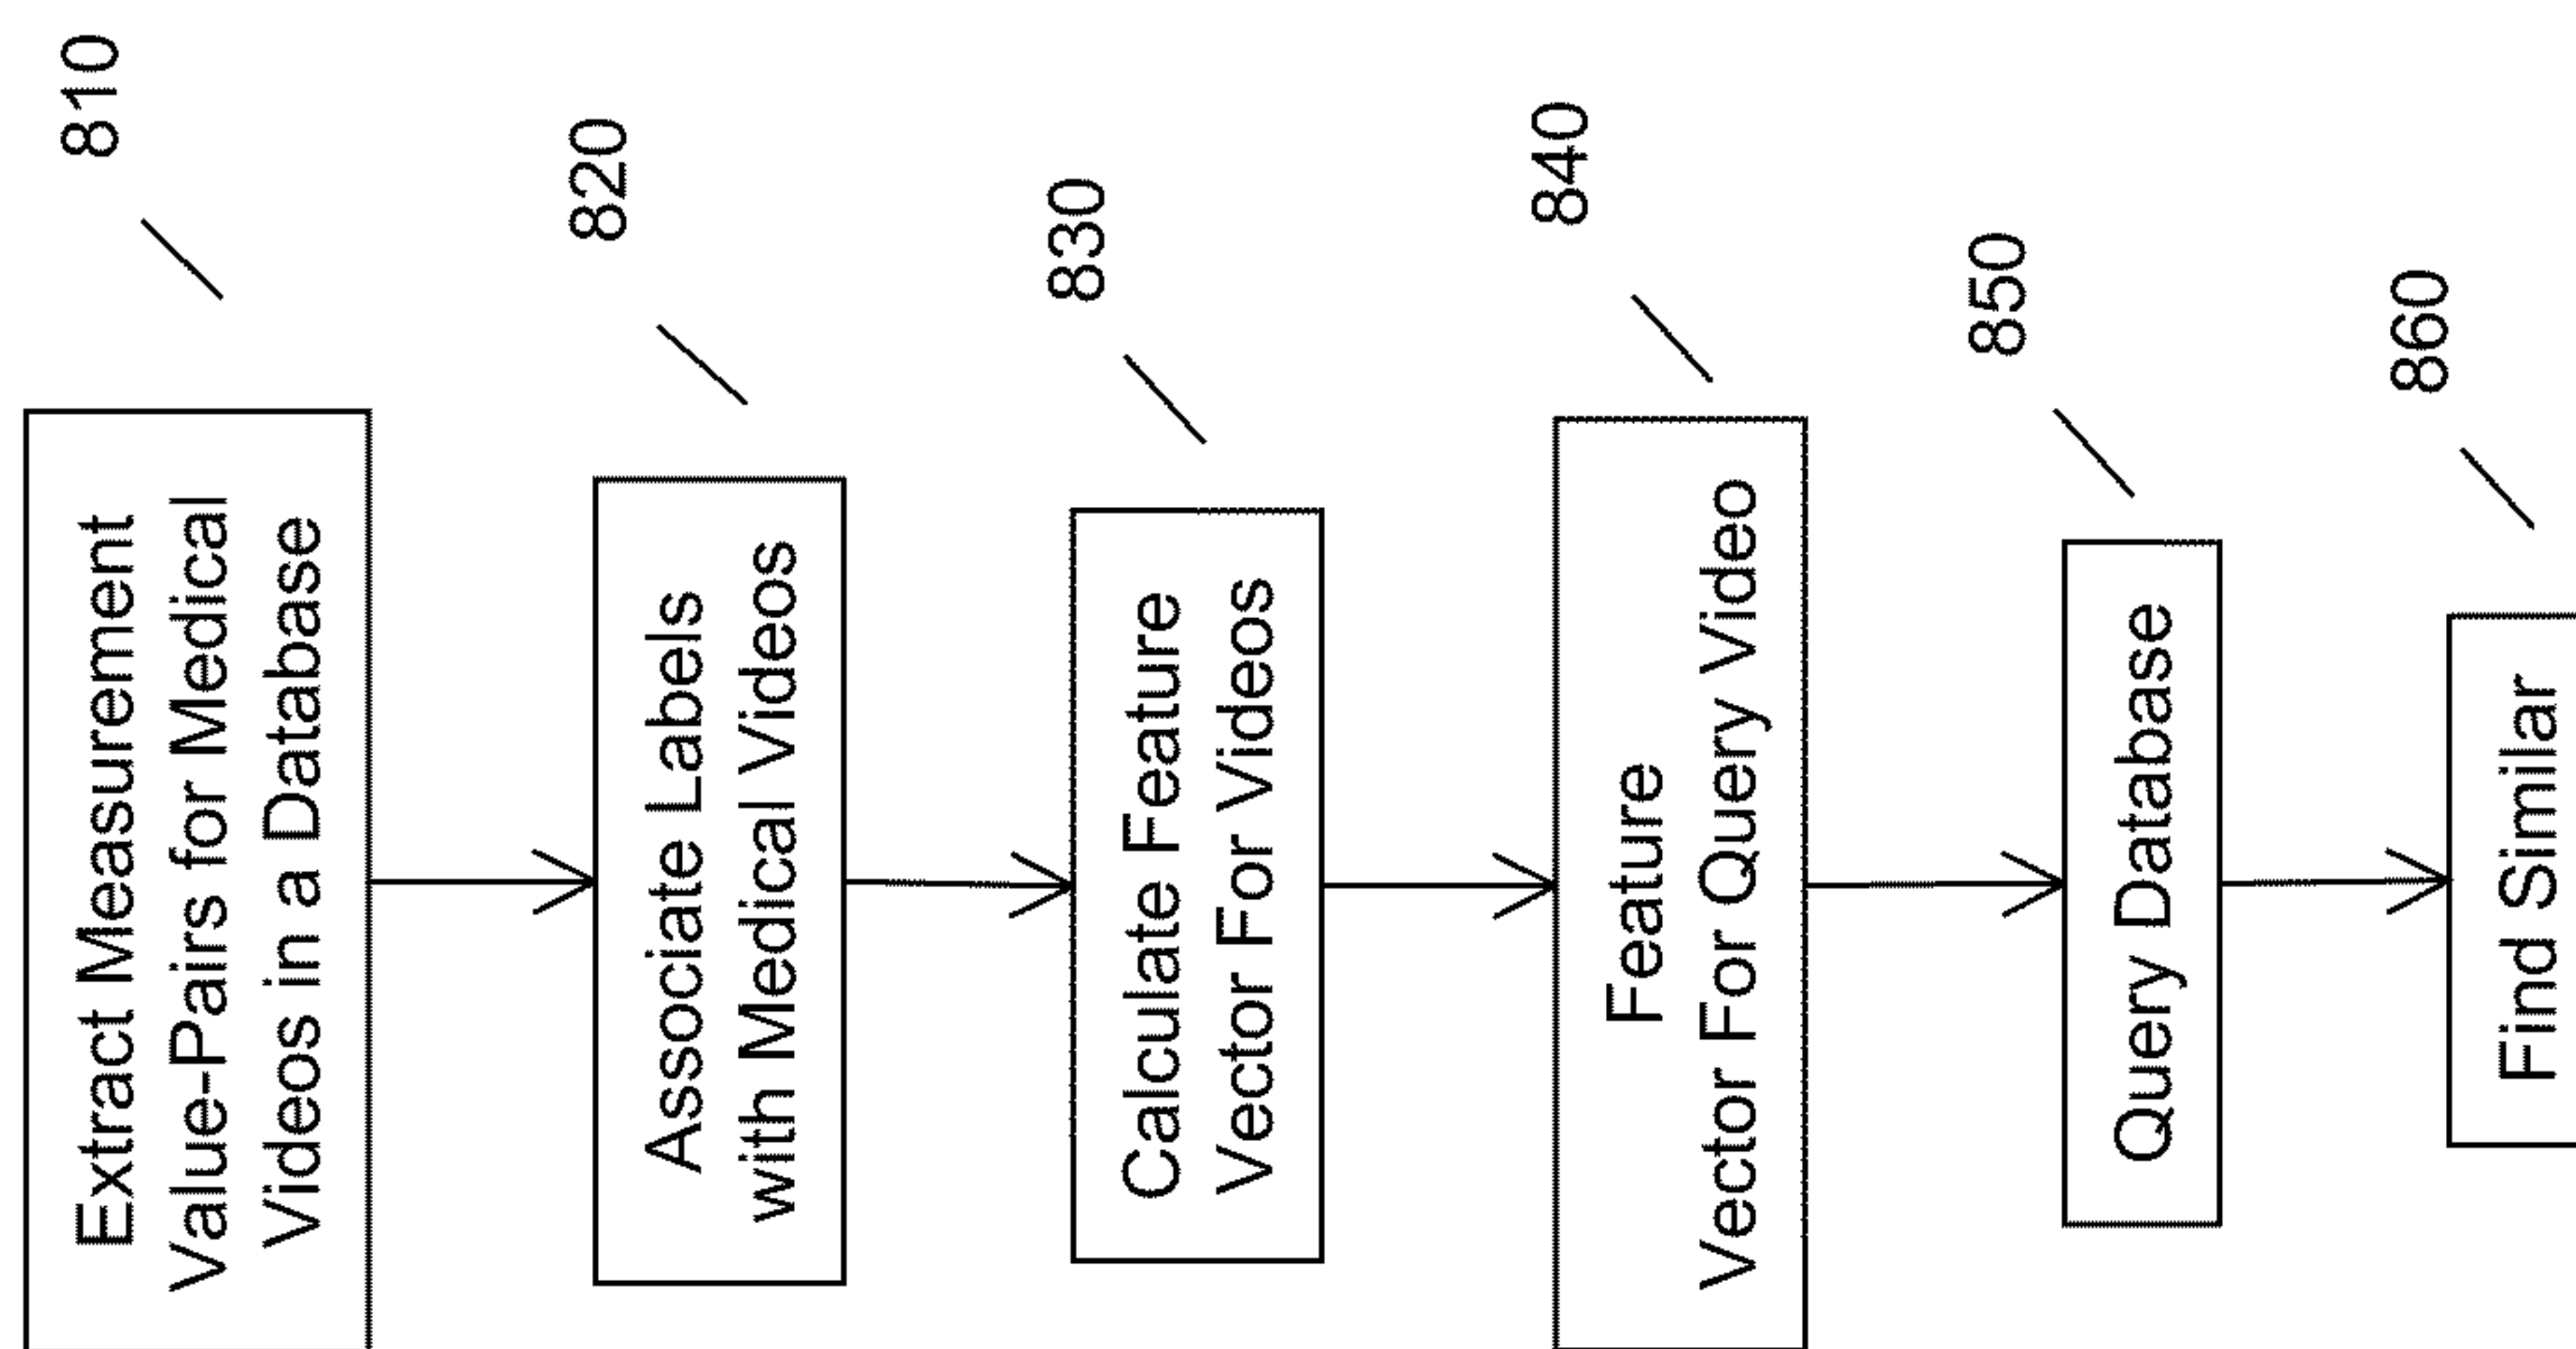 Extract Measurement
Value-Pairs for Medical
Videos in a Database
810
Associate Labels
with Medical Videos
820
Calculate Feature
Vector For Videos
830
Feature
Vector For Query Video
840
Query Database
850
Find Similar
860